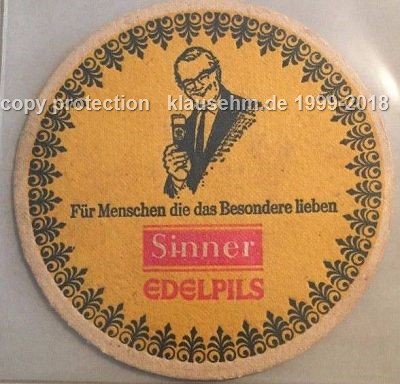 copy protection klausehm.de 1999-2018
Für Menschen die das Besondere lieben
Sinner
EDELPILS